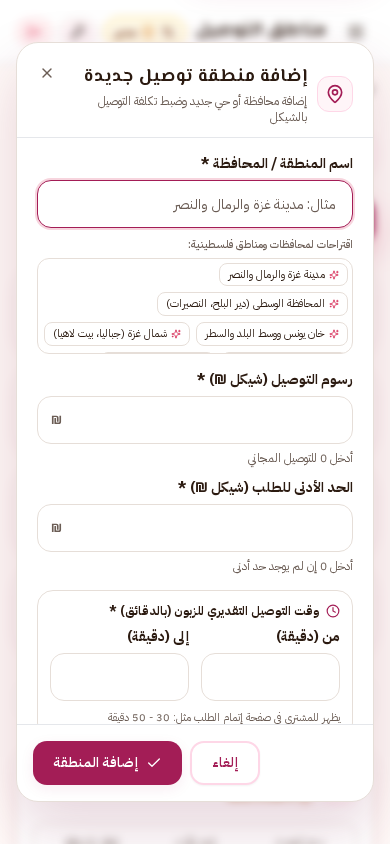 مناطق التوصيل
إضافة منطقة توصيل جديدة
إضافة محافظة أو حي جديد وضبط تكلفة التوصيل
بالشيكل
اسم المنطقة / المحافظة *
مثال: مدينة غزة والرمال والنصر
اقتراحات لمحافظات ومناطق فلسطينية:
مدينة غزة والرمال والنصر
المحافظة الوسطى (دير البلح، النصيرات)
خان يونس ووسط البلد والسطر
شمال غزة (جباليا، بيت لاهيا)
رسوم التوصيل (شيكل ₪) *
₪
أدخل 0 للتوصيل المجاني
الحد الأدنى للطلب (شيكل ₪) *
₪
أدخل 0 إن لم يوجد حد أدنى
وقت التوصيل التقديري للزبون (بالدقائق) *
من (دقيقة)
إلى (دقيقة)
يظهر للمشتري في صفحة إتمام الطلب مثل: 30 - 50 دقيقة
إلغاء
إضافة المنطقة